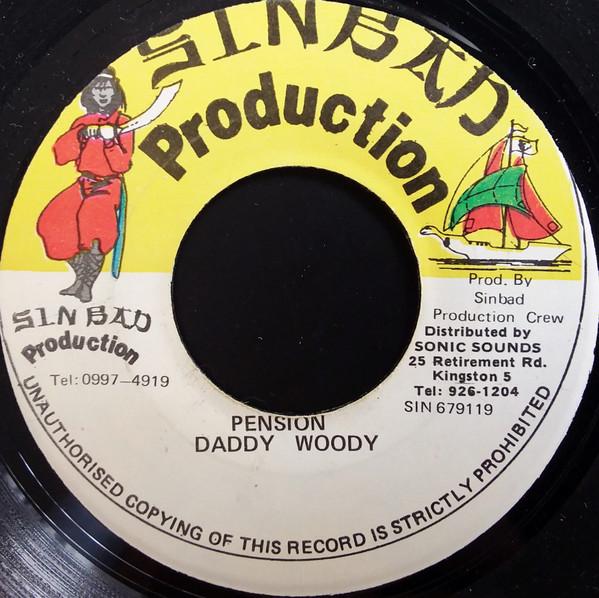 SINBAD
Production
SINBAD
Production
Tel: 0997-4919
Prod. By
Sinbad
Production Crew
Distributed by
SONIC SOUNDS
25 Retirement Rd.
Kingston 5
Tel: 926-1204
SIN 679119
PENSION
DADDY WOODY
UNAUTHORISED COPYING OF THIS RECORD IS STRICTLY PROHIBITED